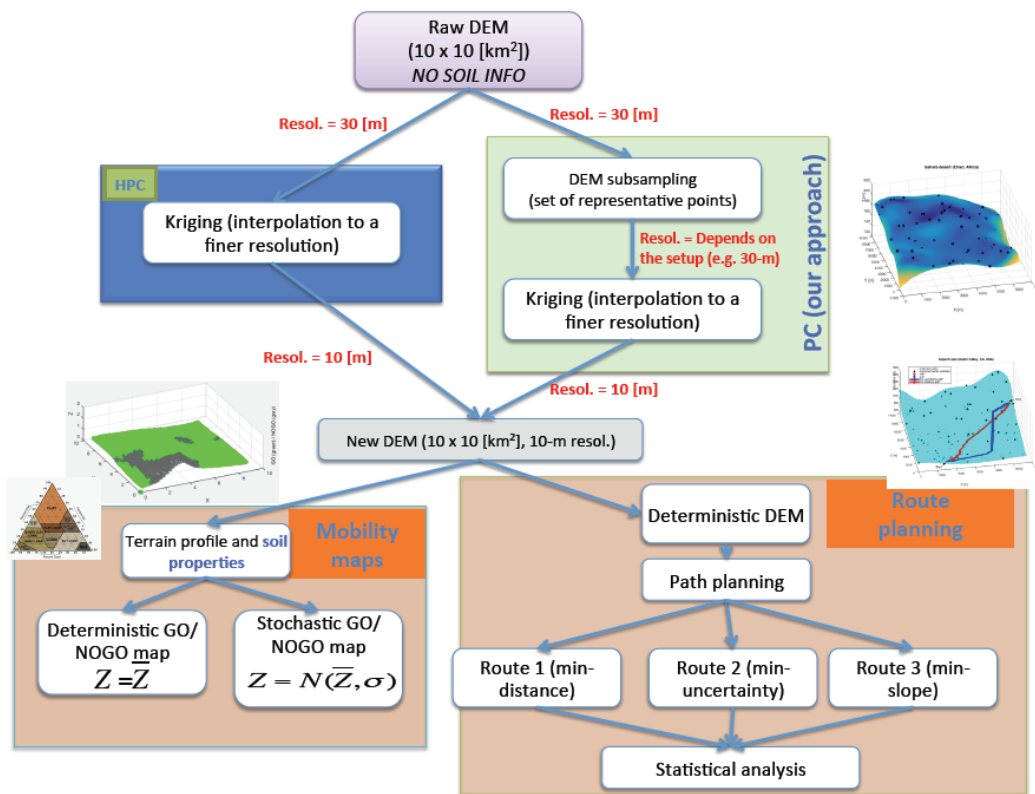 Raw DEM
(10 x 10 [km²])
NO SOIL INFO
Resol. = 30 [m]
Resol. = 30 [m]
HPC
Kriging (interpolation to a
finer resolution)
DEM subsampling
(set of representative points)
Resol. = Depends on
the setup (e.g. 30-m)
Kriging (interpolation to a
finer resolution)
PC (our approach)
Resol. = 10 [m]
Resol. = 10 [m]
New DEM (10 x 10 [km²], 10-m resol.)
Mobility
maps
Terrain profile and soil
properties
Deterministic GO/
NOGO map
Z = Z̅
Stochastic GO/
NOGO map
Z = N(Z̅,σ)
Route
planning
Deterministic DEM
Path planning
Route 1 (min-
distance)
Route 2 (min-
uncertainty)
Route 3 (min-
slope)
Statistical analysis